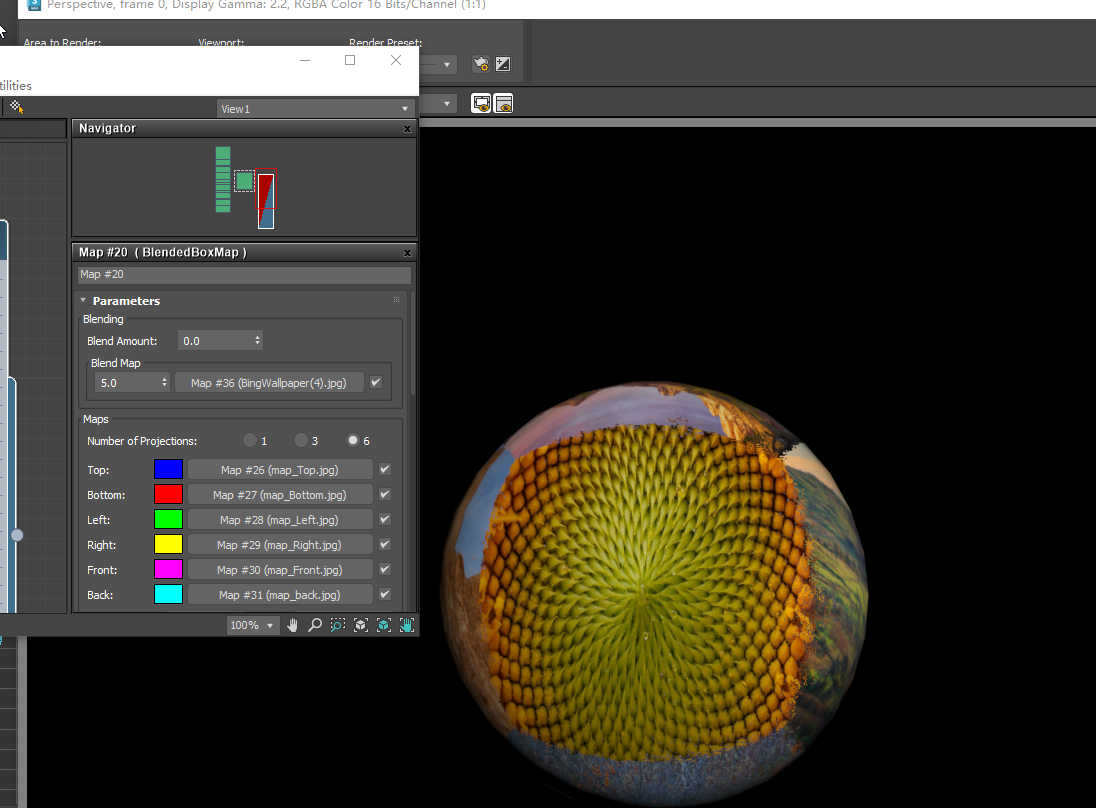 Perspective, frame 0, Display Gamma: 2.2, RGBA Color 16 Bits/Channel (1:1)
Area to Render:
Viewport:
Render Preset:
tilities
View1
Navigator
Map #20 ( BlendedBoxMap )
Map #20
Parameters
Blending
Blend Amount: 0.0
Blend Map
5.0 Map #36 (BingWallpaper(4).jpg)
Maps
Number of Projections: 1 3 6
Top: Map #26 (map_Top.jpg)
Bottom: Map #27 (map_Bottom.jpg)
Left: Map #28 (map_Left.jpg)
Right: Map #29 (map_Right.jpg)
Front: Map #30 (map_Front.jpg)
Back: Map #31 (map_back.jpg)
100%